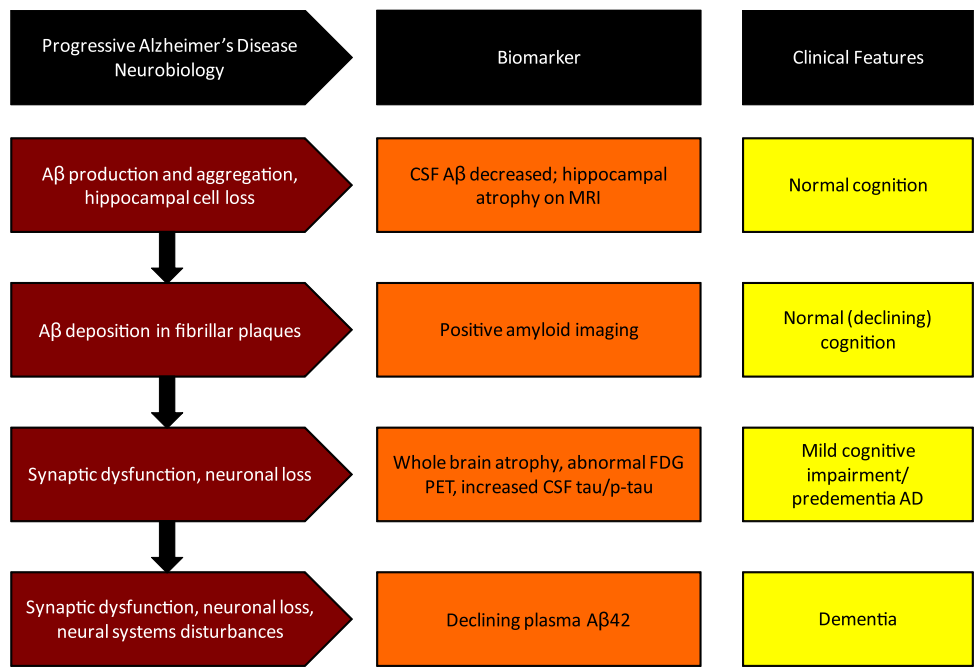 Progressive Alzheimer’s Disease
Neurobiology
Biomarker
Clinical Features
Aβ production and aggregation,
hippocampal cell loss
CSF Aβ decreased; hippocampal
atrophy on MRI
Normal cognition
Aβ deposition in fibrillar plaques
Positive amyloid imaging
Normal (declining)
cognition
Synaptic dysfunction, neuronal loss
Whole brain atrophy, abnormal FDG
PET, increased CSF tau/p-tau
Mild cognitive
impairment/
predementia AD
Synaptic dysfunction, neuronal loss,
neural systems disturbances
Declining plasma Aβ42
Dementia